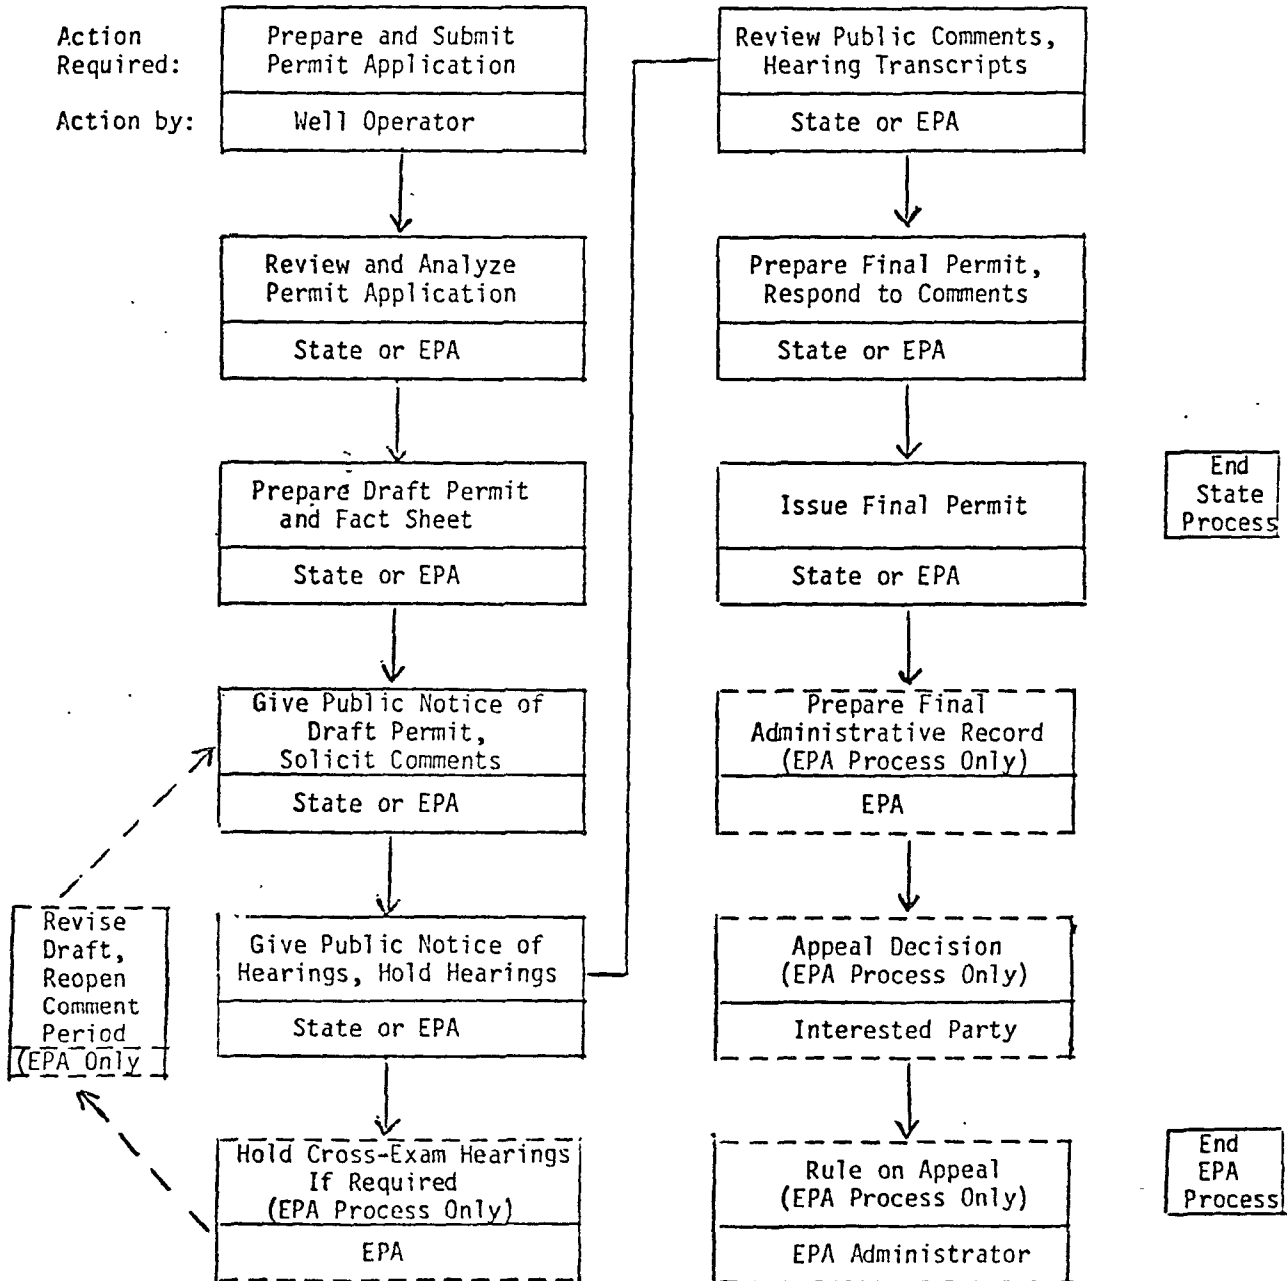 Action
Required:
Action by:
Prepare and Submit
Permit Application
Well Operator
Review and Analyze
Permit Application
State or EPA
Prepare Draft Permit
and Fact Sheet
State or EPA
Give Public Notice of
Draft Permit,
Solicit Comments
State or EPA
Revise
Draft,
Reopen
Comment
Period
(EPA Only
Give Public Notice of
Hearings, Hold Hearings
State or EPA
Hold Cross-Exam Hearings
If Required
(EPA Process Only)
EPA
Review Public Comments,
Hearing Transcripts
State or EPA
Prepare Final Permit,
Respond to Comments
State or EPA
Issue Final Permit
State or EPA
End
State
Process
Prepare Final
Administrative Record
(EPA Process Only)
EPA
Appeal Decision
(EPA Process Only)
Interested Party
Rule on Appeal
(EPA Process Only)
EPA Administrator
End
EPA
Process